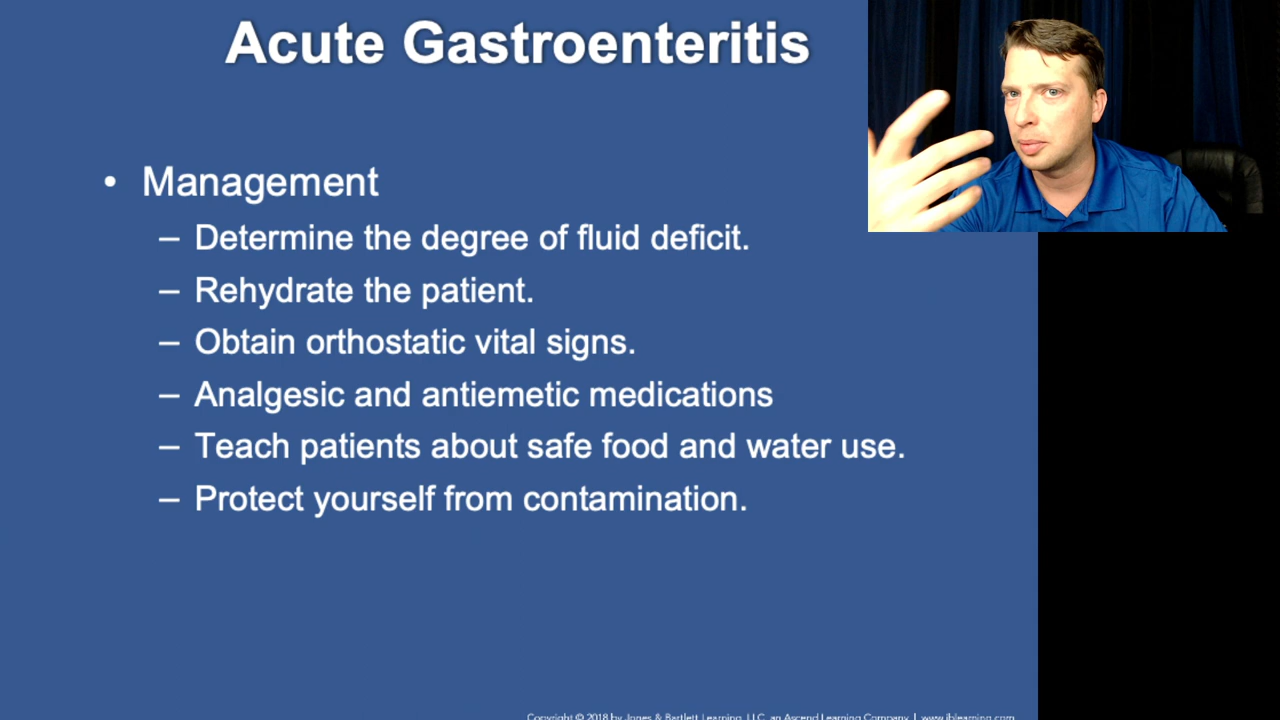 Acute Gastroenteritis
• Management
– Determine the degree of fluid deficit.
– Rehydrate the patient.
– Obtain orthostatic vital signs.
– Analgesic and antiemetic medications
– Teach patients about safe food and water use.
– Protect yourself from contamination.
Copyright © 2018 by Jones & Bartlett Learning, LLC, an Ascend Learning Company | www.jblearning.com